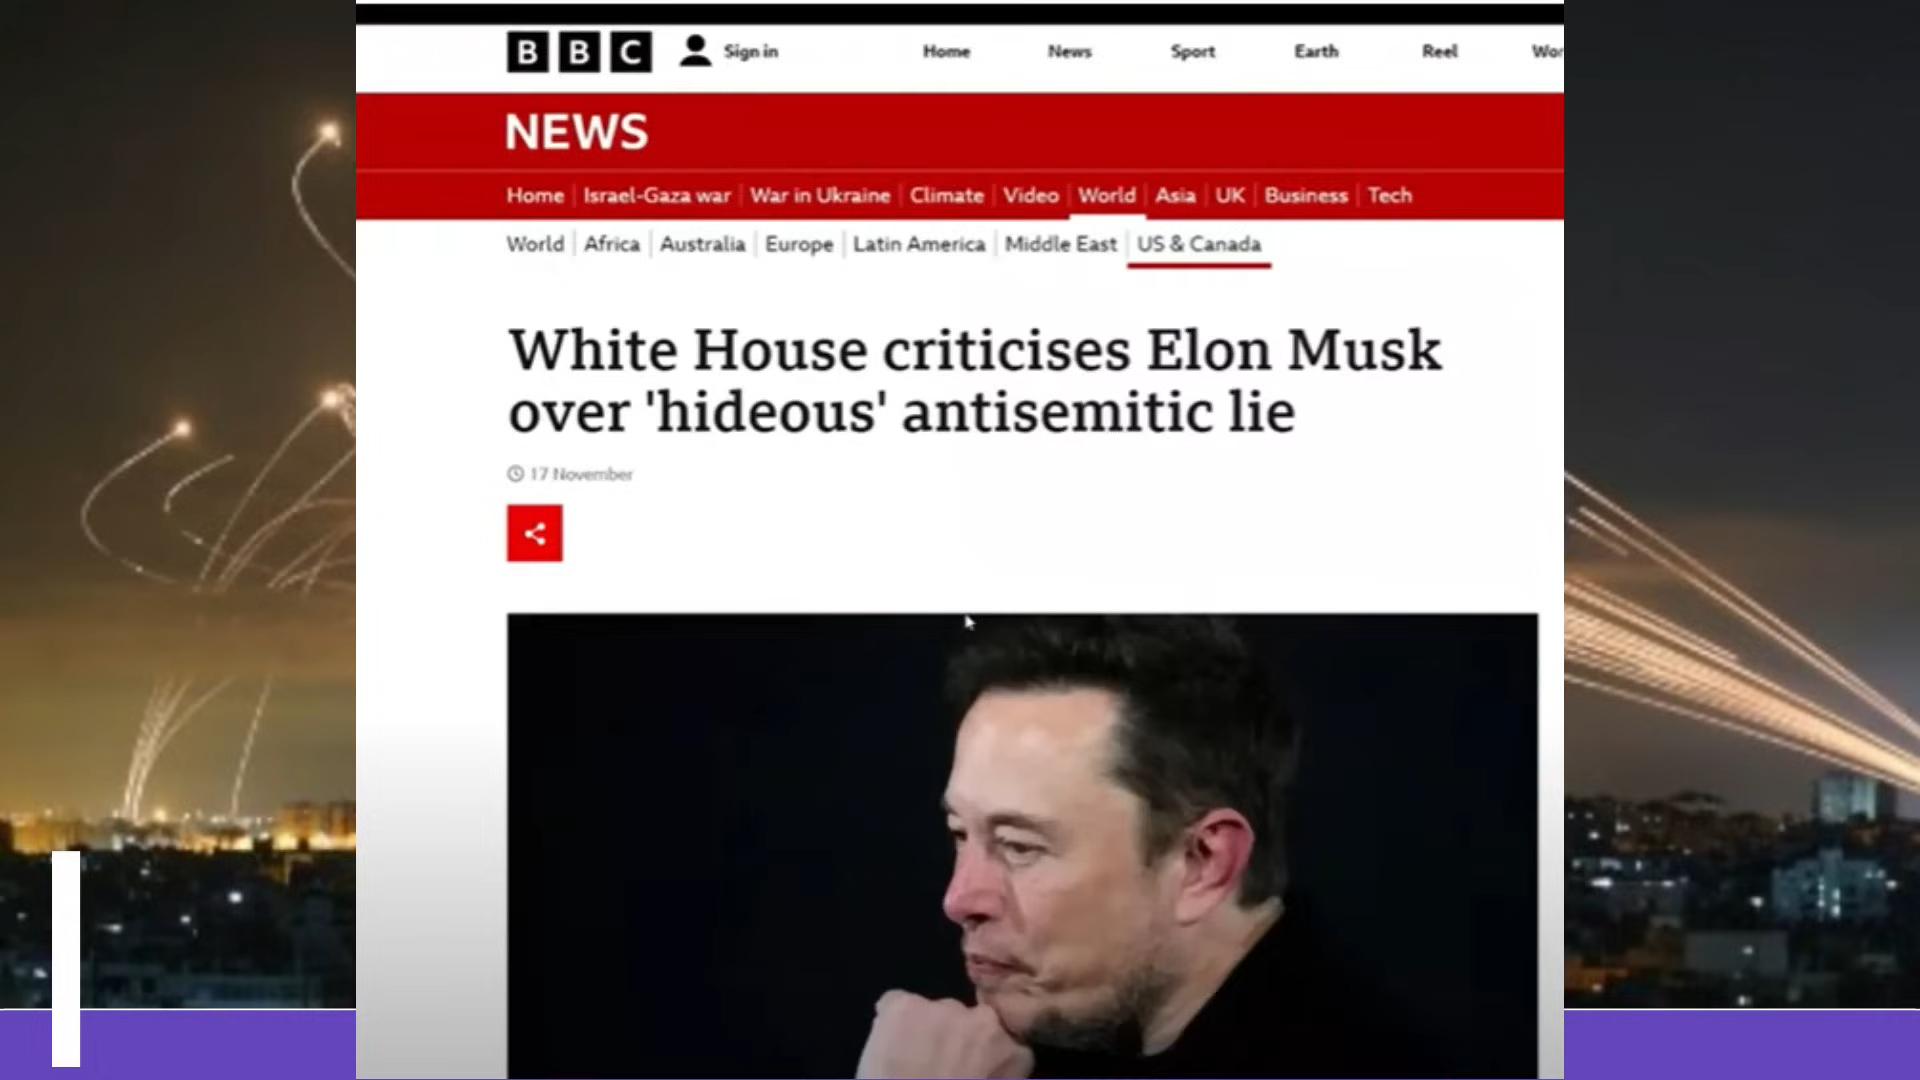 BBC Sign in Home News Sport Earth Reel
NEWS
Home Israel-Gaza war War in Ukraine Climate Video World Asia UK Business Tech
World Africa Australia Europe Latin America Middle East US & Canada
White House criticises Elon Musk
over 'hideous' antisemitic lie
17 November